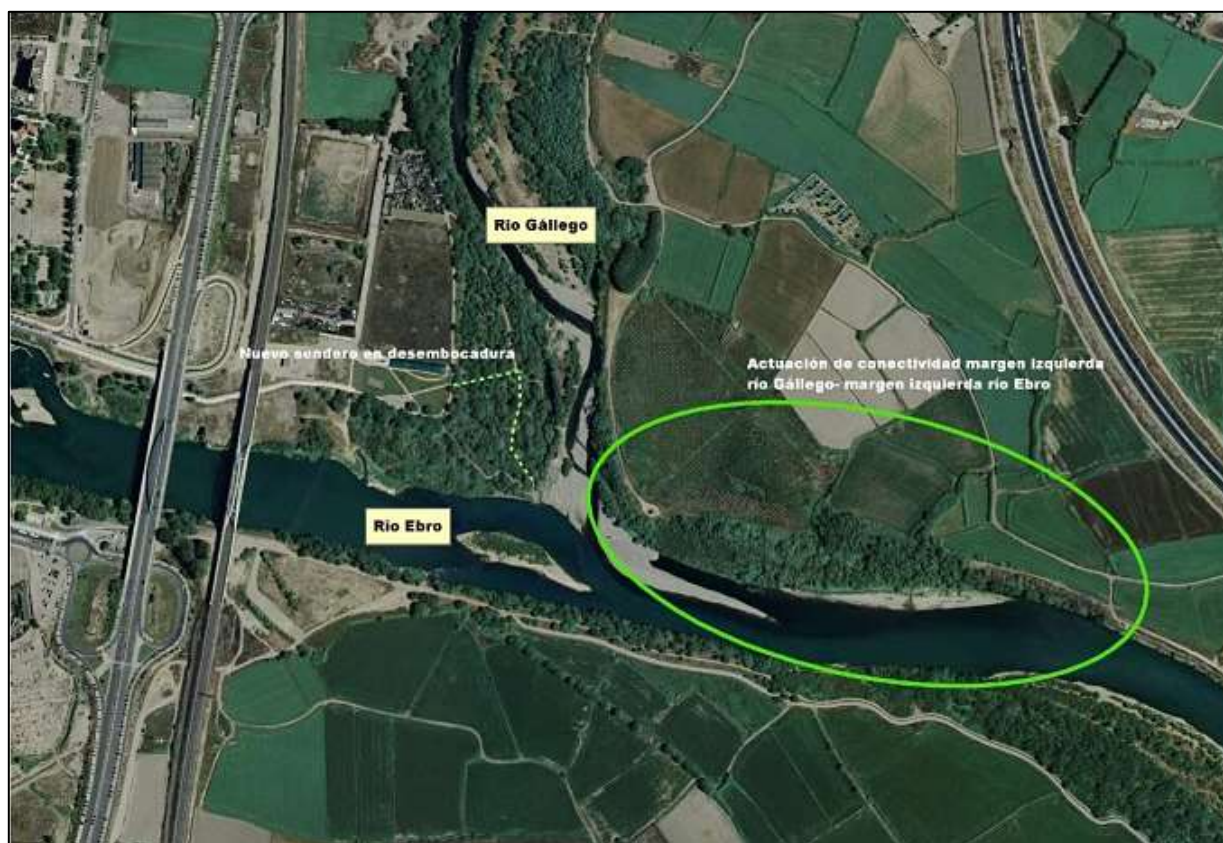 Río Gállego
Nuevo sendero en desembocadura
Actuación de conectividad margen izquierda
río Gállego- margen izquierda río Ebro
Río Ebro